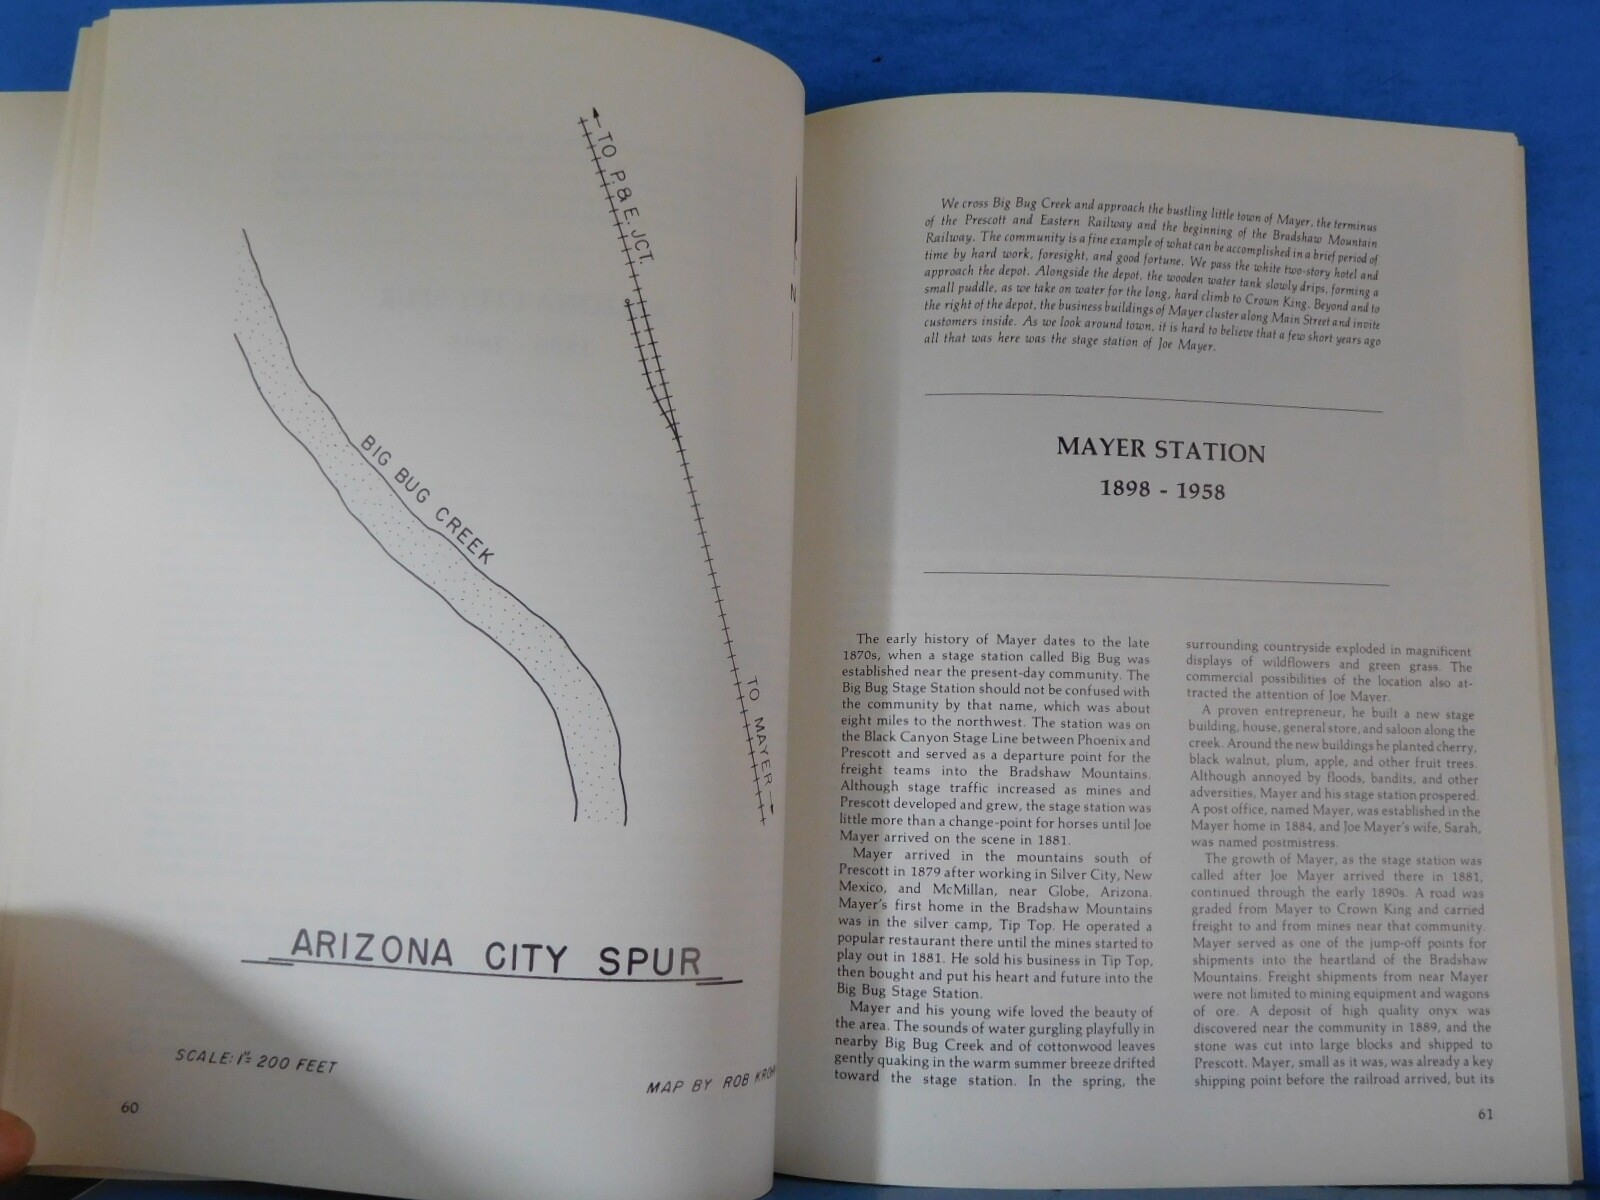 TO P. & E. JCT.
BIG BUG CREEK
TO MAYER
N
ARIZONA CITY SPUR
SCALE: 1"= 200 FEET
MAP BY ROB
60
We cross Big Bug Creek and approach the bustling little town of Mayer, the terminus
of the Prescott and Eastern Railway and the beginning of the Bradshaw Mountain
Railway. The community is a fine example of what can be accomplished in a brief period of
time by hard work, foresight, and good fortune. We pass the white two-story hotel and
approach the depot. Alongside the depot, the wooden water tank slowly drips, forming a
small puddle, as we take on water for the long, hard climb to Crown King. Beyond and to
the right of the depot, the business buildings of Mayer cluster along Main Street and invite
customers inside. As we look around town, it is hard to believe that a few short years ago
all that was here was the stage station of Joe Mayer.
MAYER STATION
1898 - 1958
The early history of Mayer dates to the late
1870s, when a stage station called Big Bug was
established near the present-day community. The
Big Bug Stage Station should not be confused with
the community by that name, which was about
eight miles to the northwest. The station was on
the Black Canyon Stage Line between Phoenix and
Prescott and served as a departure point for the
freight teams into the Bradshaw Mountains.
Although stage traffic increased as mines and
Prescott developed and grew, the stage station was
little more than a change-point for horses until Joe
Mayer arrived on the scene in 1881.
Mayer arrived in the mountains south of
Prescott in 1879 after working in Silver City, New
Mexico, and McMillan, near Globe, Arizona.
Mayer's first home in the Bradshaw Mountains
was in the silver camp, Tip Top. He operated a
popular restaurant there until the mines started to
play out in 1881. He sold his business in Tip Top,
then bought and put his heart and future into the
Big Bug Stage Station.
Mayer and his young wife loved the beauty of
the area. The sounds of water gurgling playfully in
nearby Big Bug Creek and of cottonwood leaves
gently quaking in the warm summer breeze drifted
toward the stage station. In the spring, the
surrounding countryside exploded in magnificent
displays of wildflowers and green grass. The
commercial possibilities of the location also at-
tracted the attention of Joe Mayer.
A proven entrepreneur, he built a new stage
building, house, general store, and saloon along the
creek. Around the new buildings he planted cherry,
black walnut, plum, apple, and other fruit trees.
Although annoyed by floods, bandits, and other
adversities, Mayer and his stage station prospered.
A post office, named Mayer, was established in the
Mayer home in 1884, and Joe Mayer's wife, Sarah,
was named postmistress.
The growth of Mayer, as the stage station was
called after Joe Mayer arrived there in 1881,
continued through the early 1890s. A road was
graded from Mayer to Crown King and carried
freight to and from mines near that community.
Mayer served as one of the jump-off points for
shipments into the heartland of the Bradshaw
Mountains. Freight shipments from near Mayer
were not limited to mining equipment and wagons
of ore. A deposit of high quality onyx was
discovered near the community in 1889, and the
stone was cut into large blocks and shipped to
Prescott. Mayer, small as it was, was already a key
shipping point before the railroad arrived, but its
61